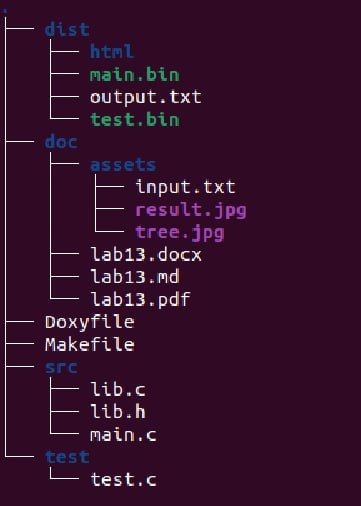 .
dist
html
main.bin
output.txt
test.bin
doc
assets
input.txt
result.jpg
tree.jpg
lab13.docx
lab13.md
lab13.pdf
Doxyfile
Makefile
src
lib.c
lib.h
main.c
test
test.c